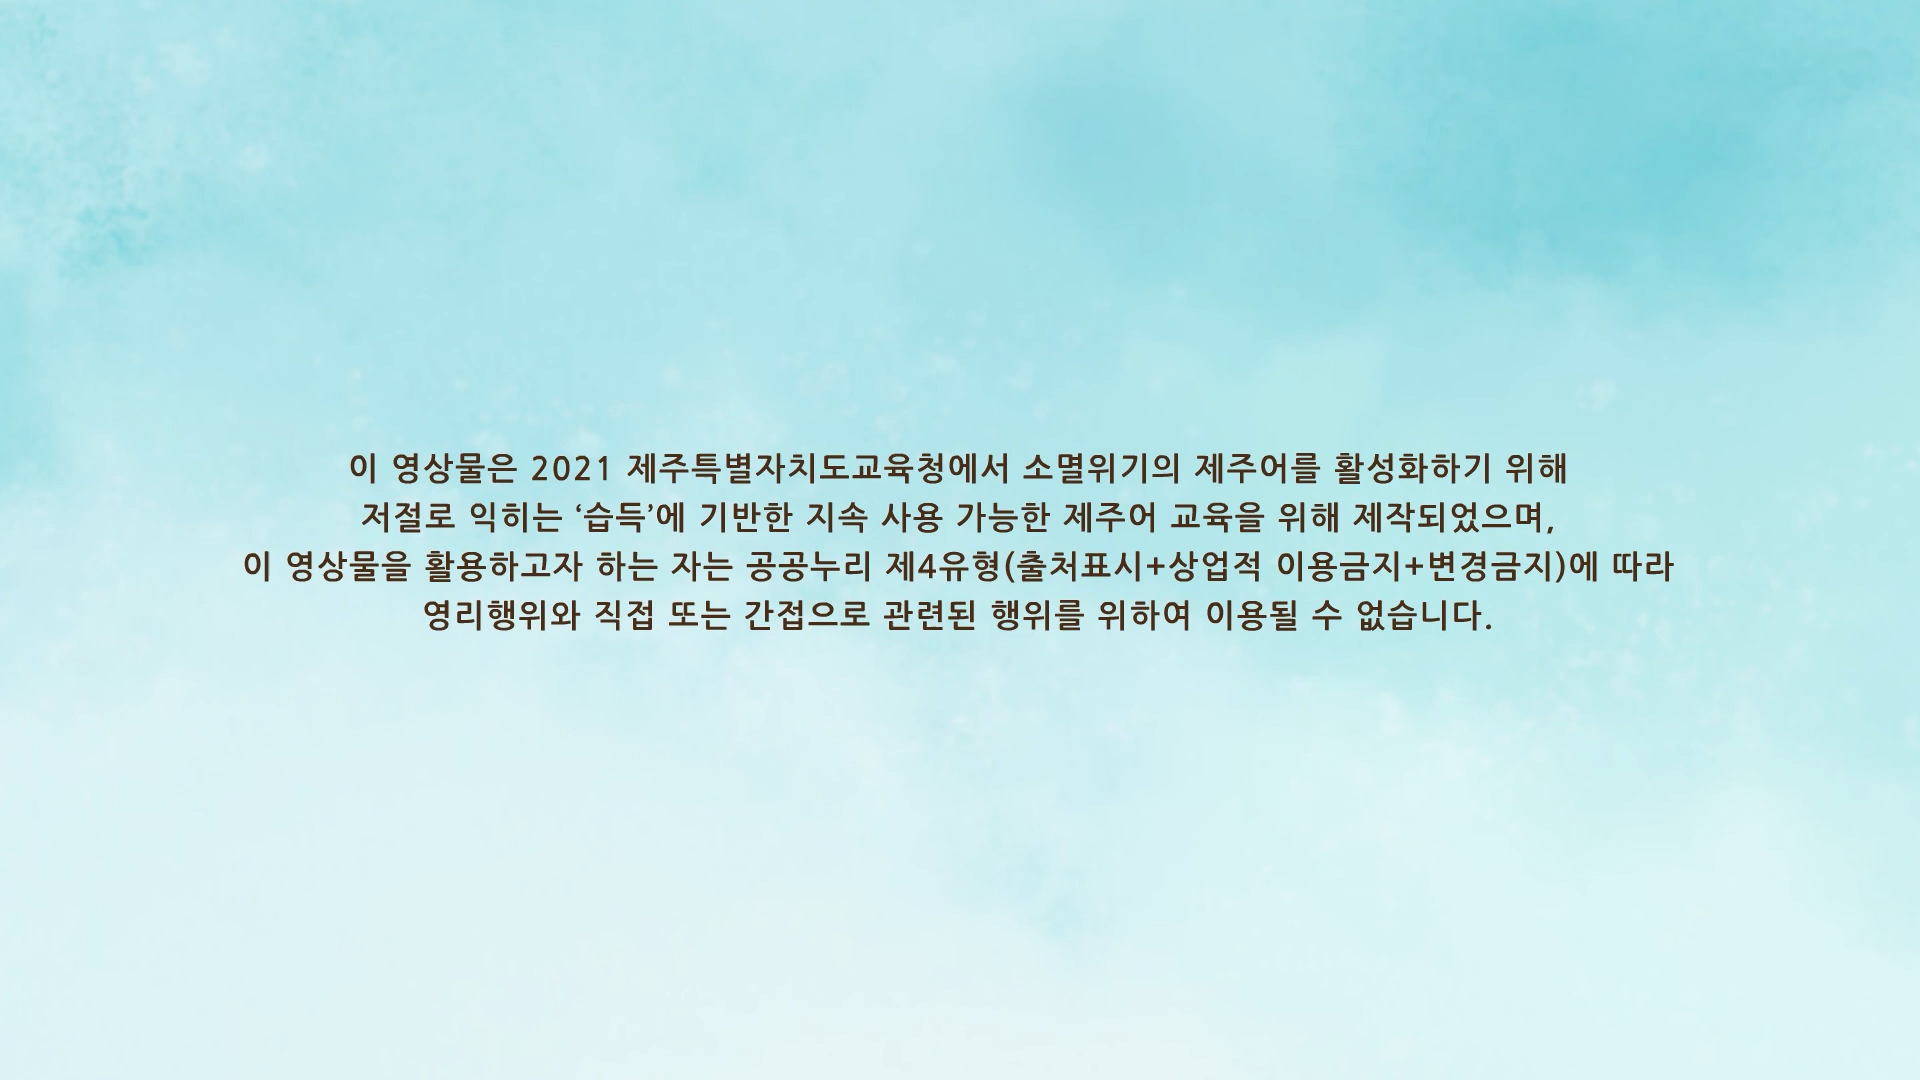 이 영상물은 2021 제주특별자치도교육청에서 소멸위기의 제주어를 활성화하기 위해
저절로 익히는 ‘습득’에 기반한 지속 사용 가능한 제주어 교육을 위해 제작되었으며,
이 영상물을 활용하고자 하는 자는 공공누리 제4유형(출처표시+상업적 이용금지+변경금지)에 따라
영리행위와 직접 또는 간접으로 관련된 행위를 위하여 이용될 수 없습니다.